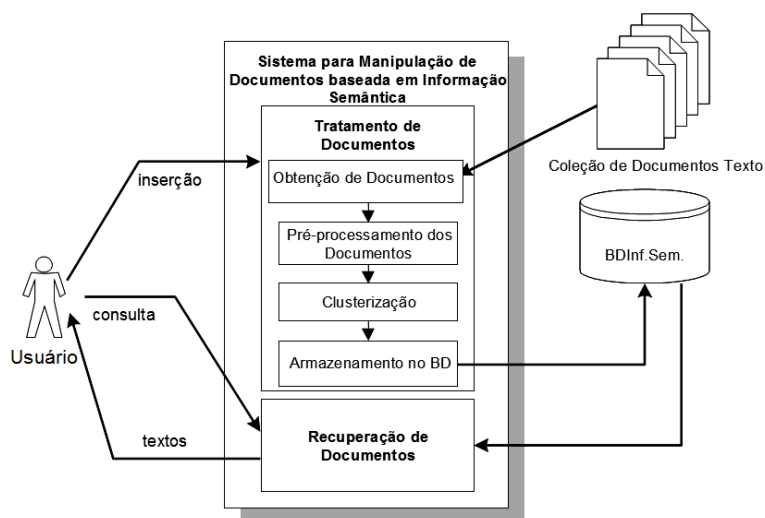 Sistema para Manipulação de
Documentos baseada em Informação
Semântica
Tratamento de
Documentos
Obtenção de Documentos
Pré-processamento dos
Documentos
Clusterização
Armazenamento no BD
Recuperação de
Documentos
inserção
consulta
Usuário
textos
Coleção de Documentos Texto
BDInf.Sem.